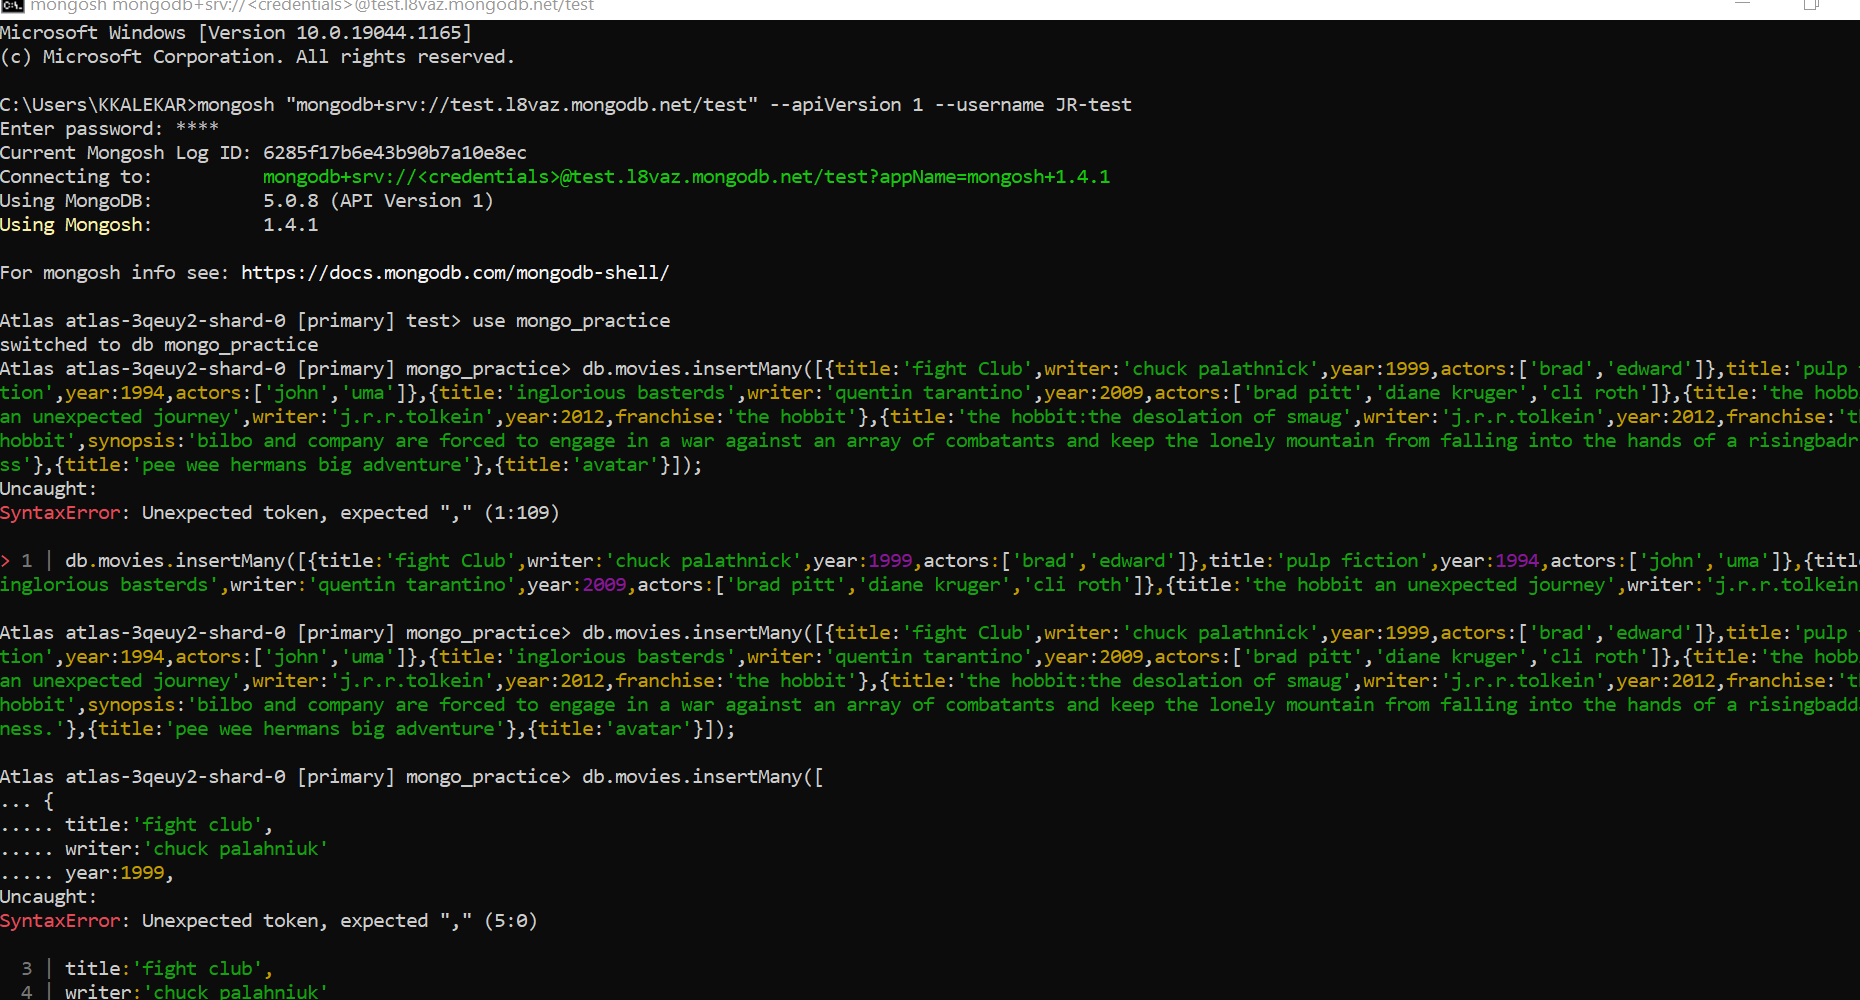 mongosh mongodb+srv://<credentials>@test.l8vaz.mongodb.net/test
Microsoft Windows [Version 10.0.19044.1165]
(c) Microsoft Corporation. All rights reserved.
C:\Users\KKALEKAR>mongosh "mongodb+srv://test.l8vaz.mongodb.net/test" --apiVersion 1 --username JR-test
Enter password: ****
Current Mongosh Log ID: 6285f17b6e43b90b7a10e8ec
Connecting to: mongodb+srv://<credentials>@test.l8vaz.mongodb.net/test?appName=mongosh+1.4.1
Using MongoDB: 5.0.8 (API Version 1)
Using Mongosh: 1.4.1
For mongosh info see: https://docs.mongodb.com/mongodb-shell/
Atlas atlas-3qeuy2-shard-0 [primary] test> use mongo_practice
switched to db mongo_practice
Atlas atlas-3qeuy2-shard-0 [primary] mongo_practice> db.movies.insertMany([{title:'fight Club',writer:'chuck palathnick',year:1999,actors:['brad','edward']},title:'pulp
tion',year:1994,actors:['john','uma']},{title:'inglorious basterds',writer:'quentin tarantino',year:2009,actors:['brad pitt','diane kruger','cli roth']},{title:'the hobb
an unexpected journey',writer:'j.r.r.tolkein',year:2012,franchise:'the hobbit'},{title:'the hobbit:the desolation of smaug',writer:'j.r.r.tolkein',year:2012,franchise:'t
hobbit',synopsis:'bilbo and company are forced to engage in a war against an array of combatants and keep the lonely mountain from falling into the hands of a risingbadr
ss'},{title:'pee wee hermans big adventure'},{title:'avatar'}]);
Uncaught:
SyntaxError: Unexpected token, expected "," (1:109)
> 1 | db.movies.insertMany([{title:'fight Club',writer:'chuck palathnick',year:1999,actors:['brad','edward']},title:'pulp fiction',year:1994,actors:['john','uma']},{titl
inglorious basterds',writer:'quentin tarantino',year:2009,actors:['brad pitt','diane kruger','cli roth']},{title:'the hobbit an unexpected journey',writer:'j.r.r.tolkein
Atlas atlas-3qeuy2-shard-0 [primary] mongo_practice> db.movies.insertMany([{title:'fight Club',writer:'chuck palathnick',year:1999,actors:['brad','edward']},title:'pulp
tion',year:1994,actors:['john','uma']},{title:'inglorious basterds',writer:'quentin tarantino',year:2009,actors:['brad pitt','diane kruger','cli roth']},{title:'the hobb
an unexpected journey',writer:'j.r.r.tolkein',year:2012,franchise:'the hobbit'},{title:'the hobbit:the desolation of smaug',writer:'j.r.r.tolkein',year:2012,franchise:'t
hobbit',synopsis:'bilbo and company are forced to engage in a war against an array of combatants and keep the lonely mountain from falling into the hands of a risingbadd
ness.'},{title:'pee wee hermans big adventure'},{title:'avatar'}]);
Atlas atlas-3qeuy2-shard-0 [primary] mongo_practice> db.movies.insertMany([
... {
..... title:'fight club',
..... writer:'chuck palahniuk'
..... year:1999,
Uncaught:
SyntaxError: Unexpected token, expected "," (5:0)
3 | title:'fight club',
4 | writer:'chuck palahniuk'